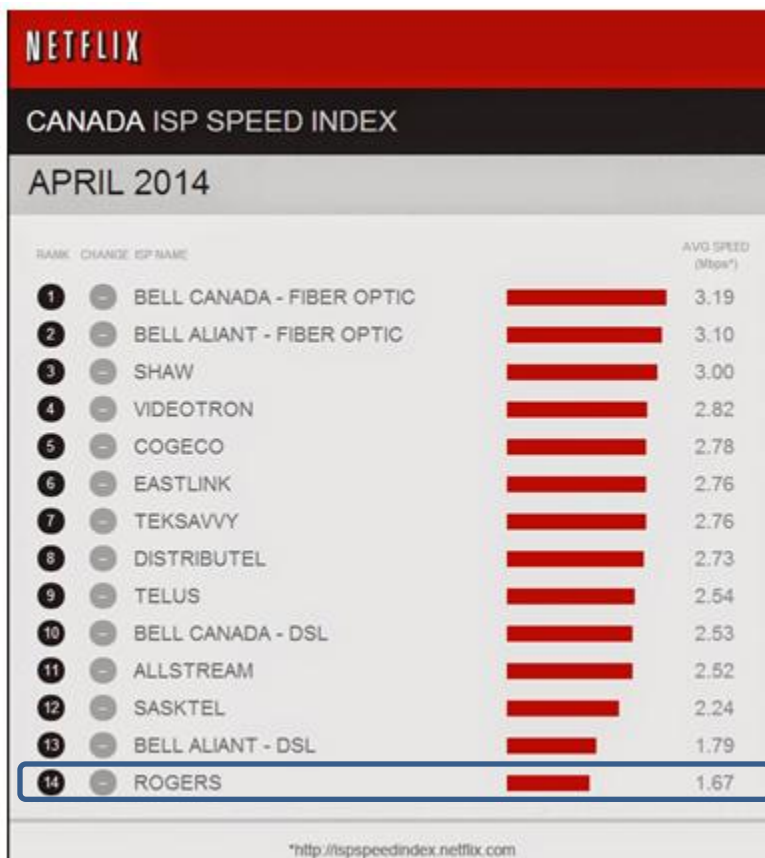 NETFLIX
CANADA ISP SPEED INDEX
APRIL 2014
RANK CHANGE ISP NAME AVG SPEED
(Mbps*)
1 BELL CANADA - FIBER OPTIC 3.19
2 BELL ALIANT - FIBER OPTIC 3.10
3 SHAW 3.00
4 VIDEOTRON 2.82
5 COGECO 2.78
6 EASTLINK 2.76
7 TEKSAVVY 2.76
8 DISTRIBUTEL 2.73
9 TELUS 2.54
10 BELL CANADA - DSL 2.53
11 ALLSTREAM 2.52
12 SASKTEL 2.24
13 BELL ALIANT - DSL 1.79
14 ROGERS 1.67
*http://ispspeedindex.netflix.com